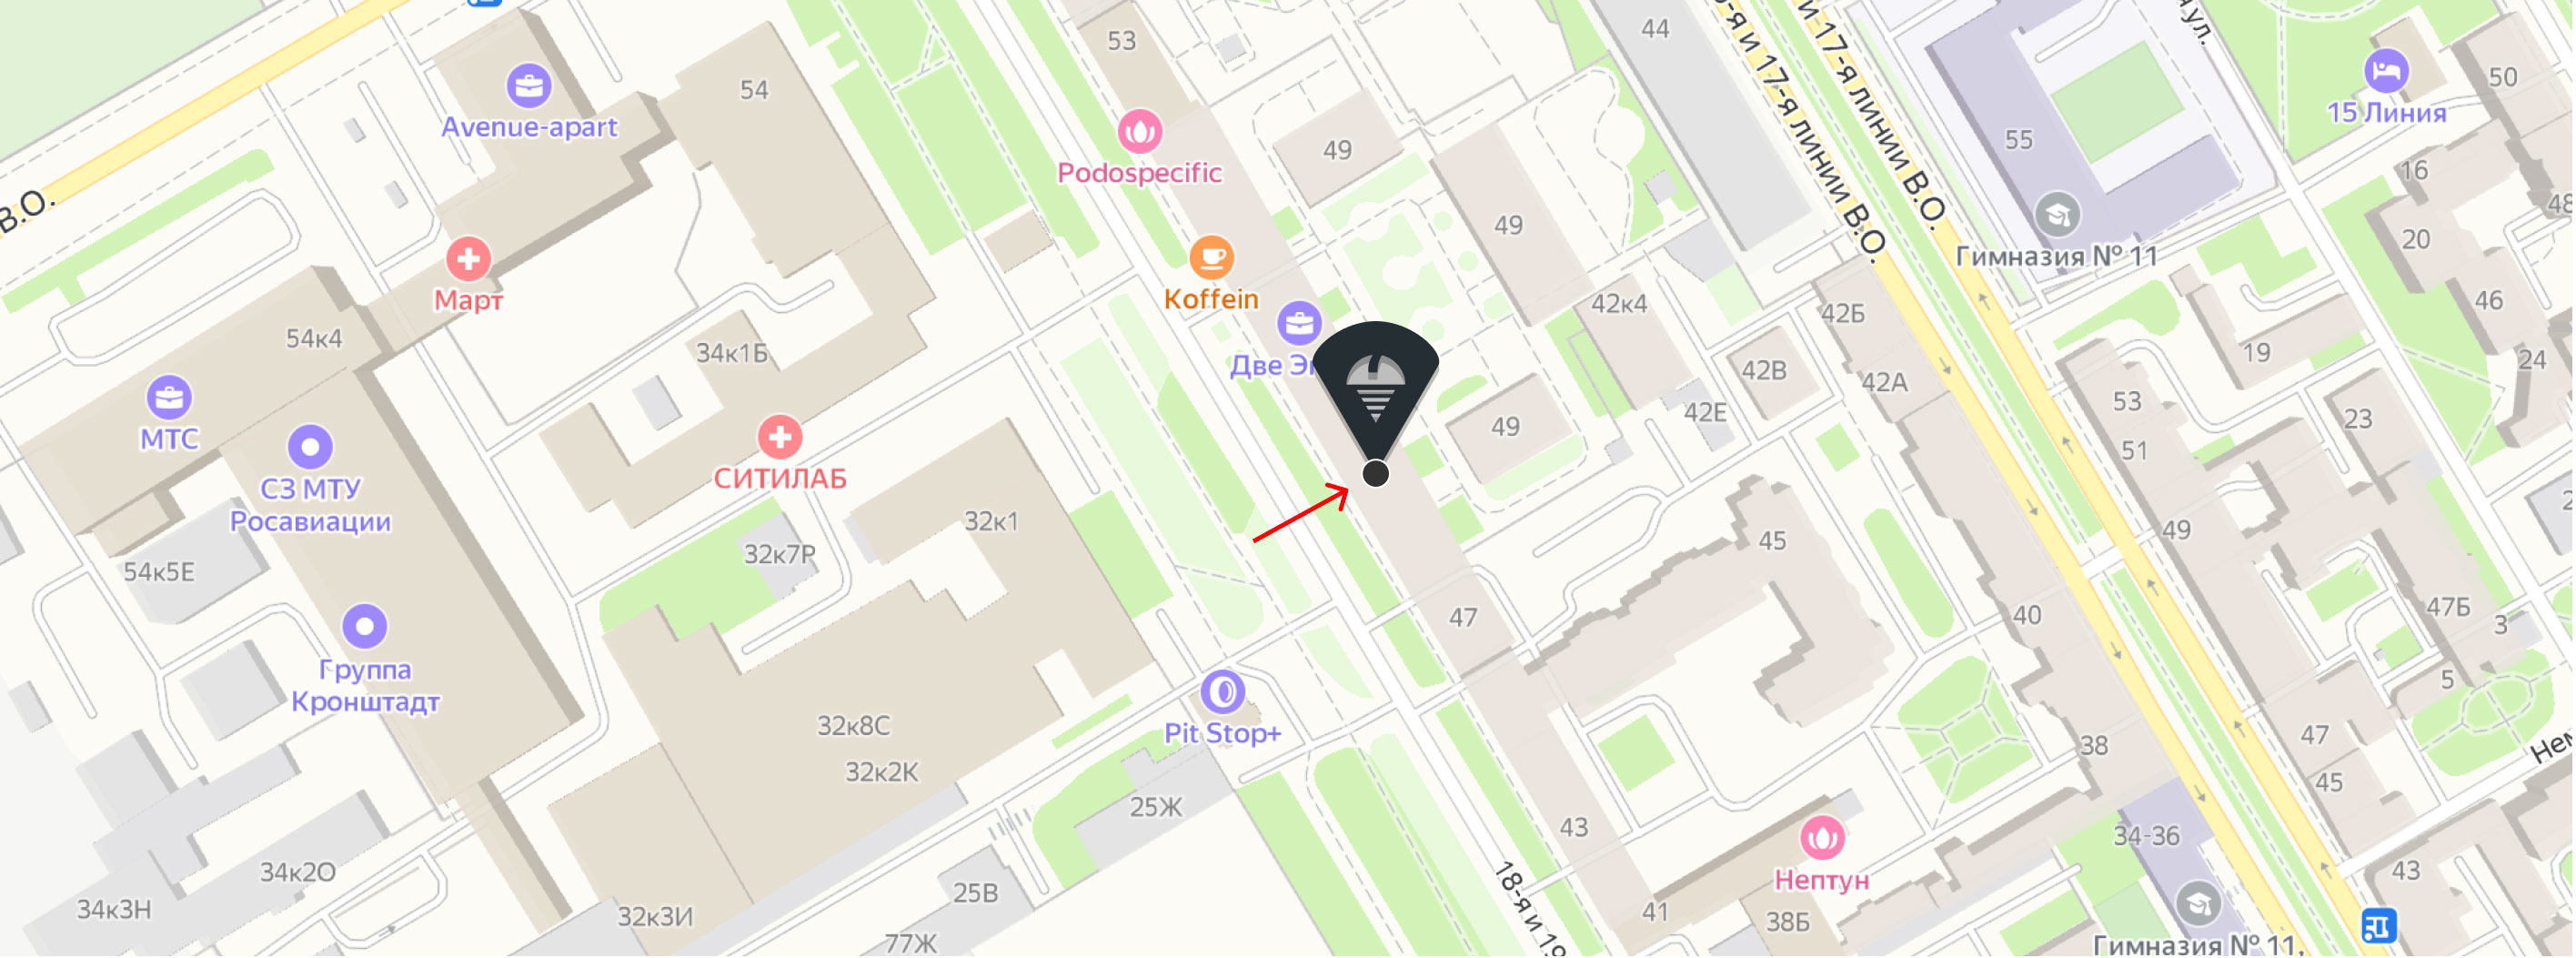 53
44
54
Avenue-apart
55
15 Линия
50
Podospecific
49
16
В.О.
й и 17-я линии В.О.
и 17-я линии В.О.
ул.
49
20
48
Март
Koffein
Гимназия № 11
54к4
34к1Б
42к4
42Б
46
19
24
Две Э
42В
42А
МТС
42Е
53
23
49
51
СИТИЛАБ
СЗ МТУ
Росавиации
32к1
45
49
54к5Е
32к7Р
40
47Б
3
47
Группа
Кронштадт
5
32к8С
Pit Stop+
38
47
32к2К
45
25Ж
43
34-36
34к2О
Нептун
43
34к3Н
32к3И
25В
41
38Б
18-я и 19
77Ж
Гимназия № 11,